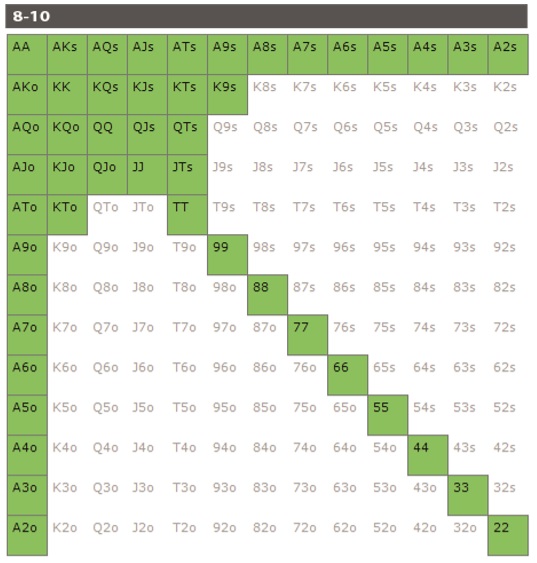 8-10
AA AKs AQs AJs ATs A9s A8s A7s A6s A5s A4s A3s A2s
AKo KK KQs KJs KTs K9s K8s K7s K6s K5s K4s K3s K2s
AQo KQo QQ QJs QTs Q9s Q8s Q7s Q6s Q5s Q4s Q3s Q2s
AJo KJo QJo JJ JTs J9s J8s J7s J6s J5s J4s J3s J2s
ATo KTo QTo JTo TT T9s T8s T7s T6s T5s T4s T3s T2s
A9o K9o Q9o J9o T9o 99 98s 97s 96s 95s 94s 93s 92s
A8o K8o Q8o J8o T8o 98o 88 87s 86s 85s 84s 83s 82s
A7o K7o Q7o J7o T7o 97o 87o 77 76s 75s 74s 73s 72s
A6o K6o Q6o J6o T6o 96o 86o 76o 66 65s 64s 63s 62s
A5o K5o Q5o J5o T5o 95o 85o 75o 65o 55 54s 53s 52s
A4o K4o Q4o J4o T4o 94o 84o 74o 64o 54o 44 43s 42s
A3o K3o Q3o J3o T3o 93o 83o 73o 63o 53o 43o 33 32s
A2o K2o Q2o J2o T2o 92o 82o 72o 62o 52o 42o 32o 22